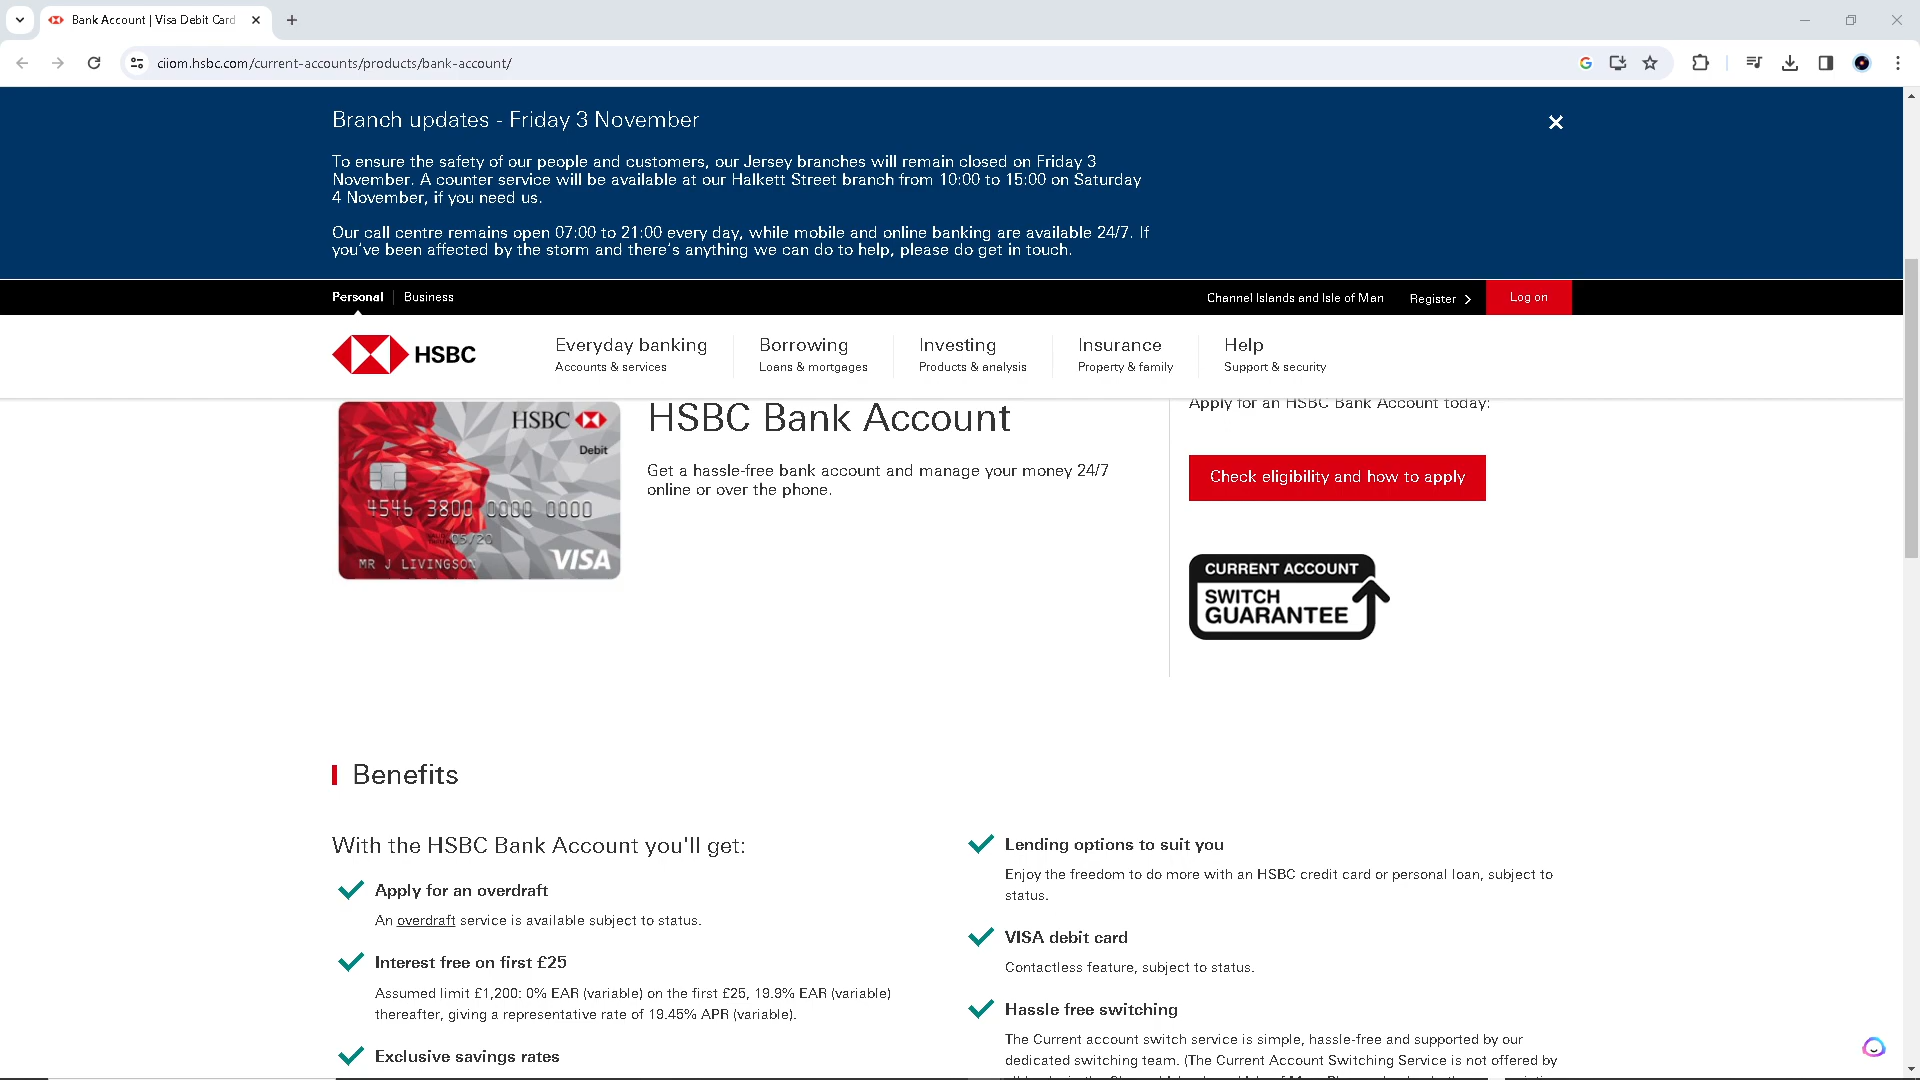 Bank Account | Visa Debit Card
ciiom.hsbc.com/current-accounts/products/bank-account/
Branch updates - Friday 3 November
To ensure the safety of our people and customers, our Jersey branches will remain closed on Friday 3
November. A counter service will be available at our Halkett Street branch from 10:00 to 15:00 on Saturday
4 November, if you need us.
Our call centre remains open 07:00 to 21:00 every day, while mobile and online banking are available 24/7. If
you've been affected by the storm and there's anything we can do to help, please do get in touch.
Personal
Business
Channel Islands and Isle of Man
Register
Log on
HSBC
Everyday banking
Accounts & services
Borrowing
Loans & mortgages
Investing
Products & analysis
Insurance
Property & family
Help
Support & security
HSBC
Debit
4546 3800 0000 0000
05/20
MR J LIVINGSON
VISA
HSBC Bank Account
Get a hassle-free bank account and manage your money 24/7
online or over the phone.
Apply for an HSBC Bank Account today:
Check eligibility and how to apply
CURRENT ACCOUNT
SWITCH
GUARANTEE
Benefits
With the HSBC Bank Account you'll get:
Apply for an overdraft
An overdraft service is available subject to status.
Interest free on first £25
Assumed limit £1,200: 0% EAR (variable) on the first £25, 19.9% EAR (variable)
thereafter, giving a representative rate of 19.45% APR (variable).
Exclusive savings rates
Lending options to suit you
Enjoy the freedom to do more with an HSBC credit card or personal loan, subject to
status.
VISA debit card
Contactless feature, subject to status.
Hassle free switching
The Current account switch service is simple, hassle-free and supported by our
dedicated switching team. (The Current Account Switching Service is not offered by